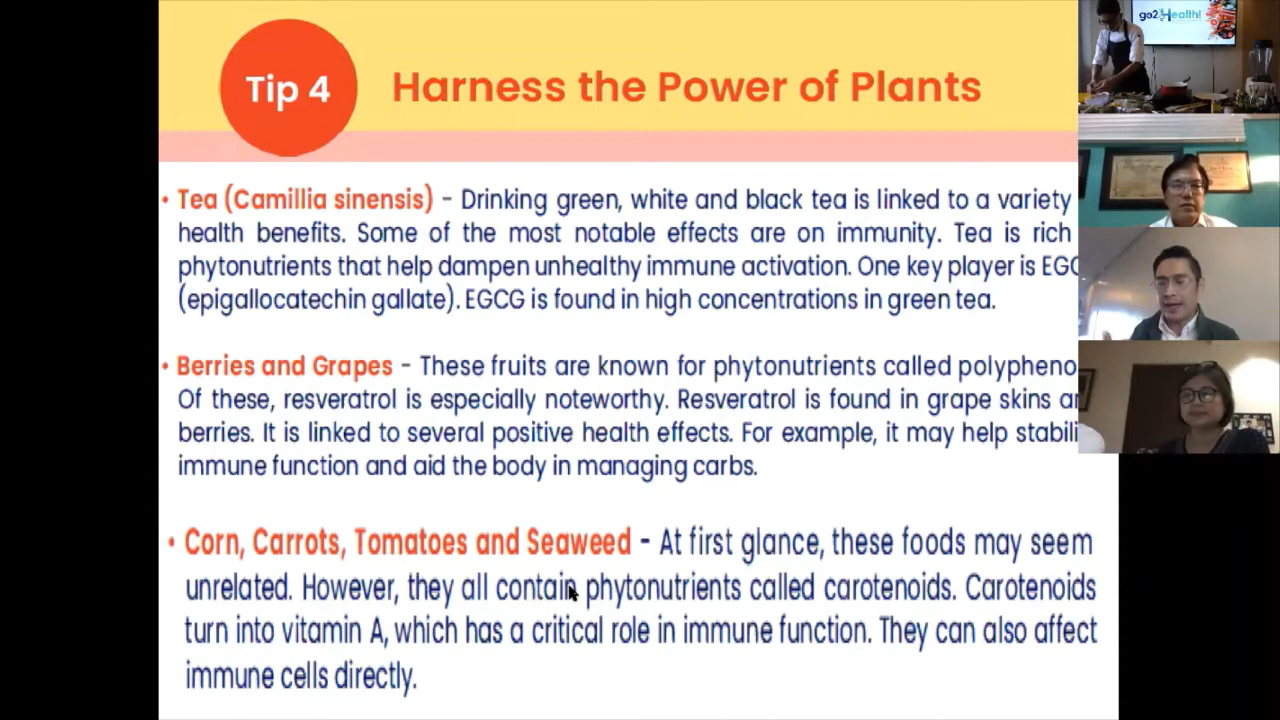 Tip 4
Harness the Power of Plants
• Tea (Camillia sinensis) - Drinking green, white and black tea is linked to a variety
health benefits. Some of the most notable effects are on immunity. Tea is rich
phytonutrients that help dampen unhealthy immune activation. One key player is
(epigallocatechin gallate). EGCG is found in high concentrations in green tea.
• Berries and Grapes - These fruits are known for phytonutrients called
Of these, resveratrol is especially noteworthy. Resveratrol is found in grape skins
berries. It is linked to several positive health effects. For example, it may help
immune function and aid the body in managing carbs.
• Corn, Carrots, Tomatoes and Seaweed - At first glance, these foods may seem
unrelated. However, they all contain phytonutrients called carotenoids. Carotenoids
turn into vitamin A, which has a critical role in immune function. They can also affect
immune cells directly.
go2Health!